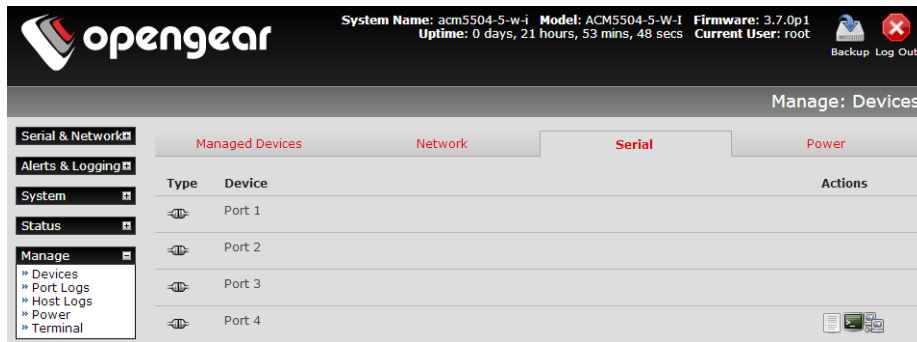 opengear
System Name: acm5504-5-w-i Model: ACM5504-5-W-I Firmware: 3.7.0p1
Uptime: 0 days, 21 hours, 53 mins, 48 secs Current User: root
Backup Log Out
Manage: Devices
Serial & Network
Alerts & Logging
System
Status
Manage
» Devices
» Port Logs
» Host Logs
» Power
» Terminal
Managed Devices Network Serial Power
Type Device Actions
Port 1
Port 2
Port 3
Port 4